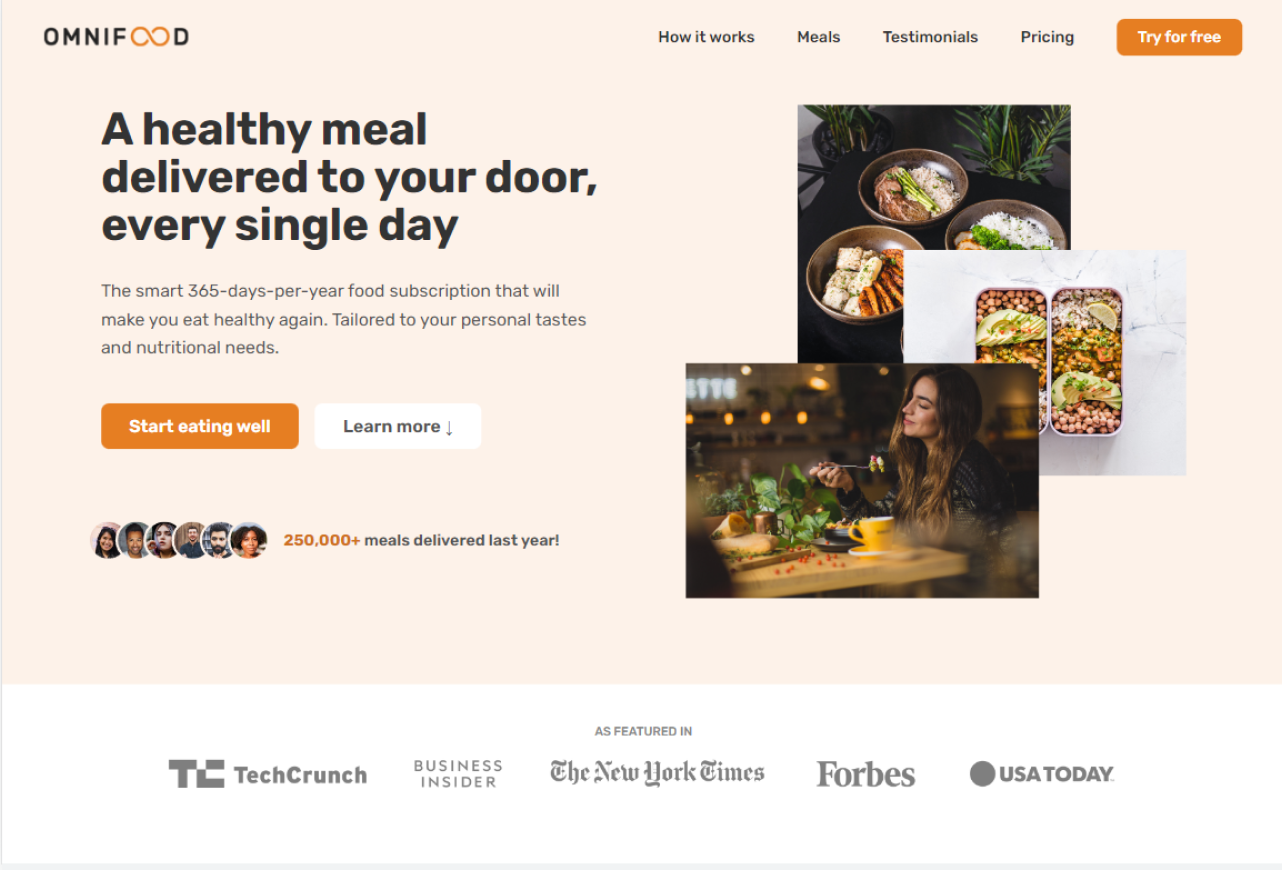 OMNIFOOD
How it works
Meals
Testimonials
Pricing
Try for free
A healthy meal
delivered to your door,
every single day
The smart 365-days-per-year food subscription that will
make you eat healthy again. Tailored to your personal tastes
and nutritional needs.
Start eating well
Learn more ↓
250,000+ meals delivered last year!
AS FEATURED IN
TC TechCrunch
BUSINESS
INSIDER
The New York Times
Forbes
USA TODAY